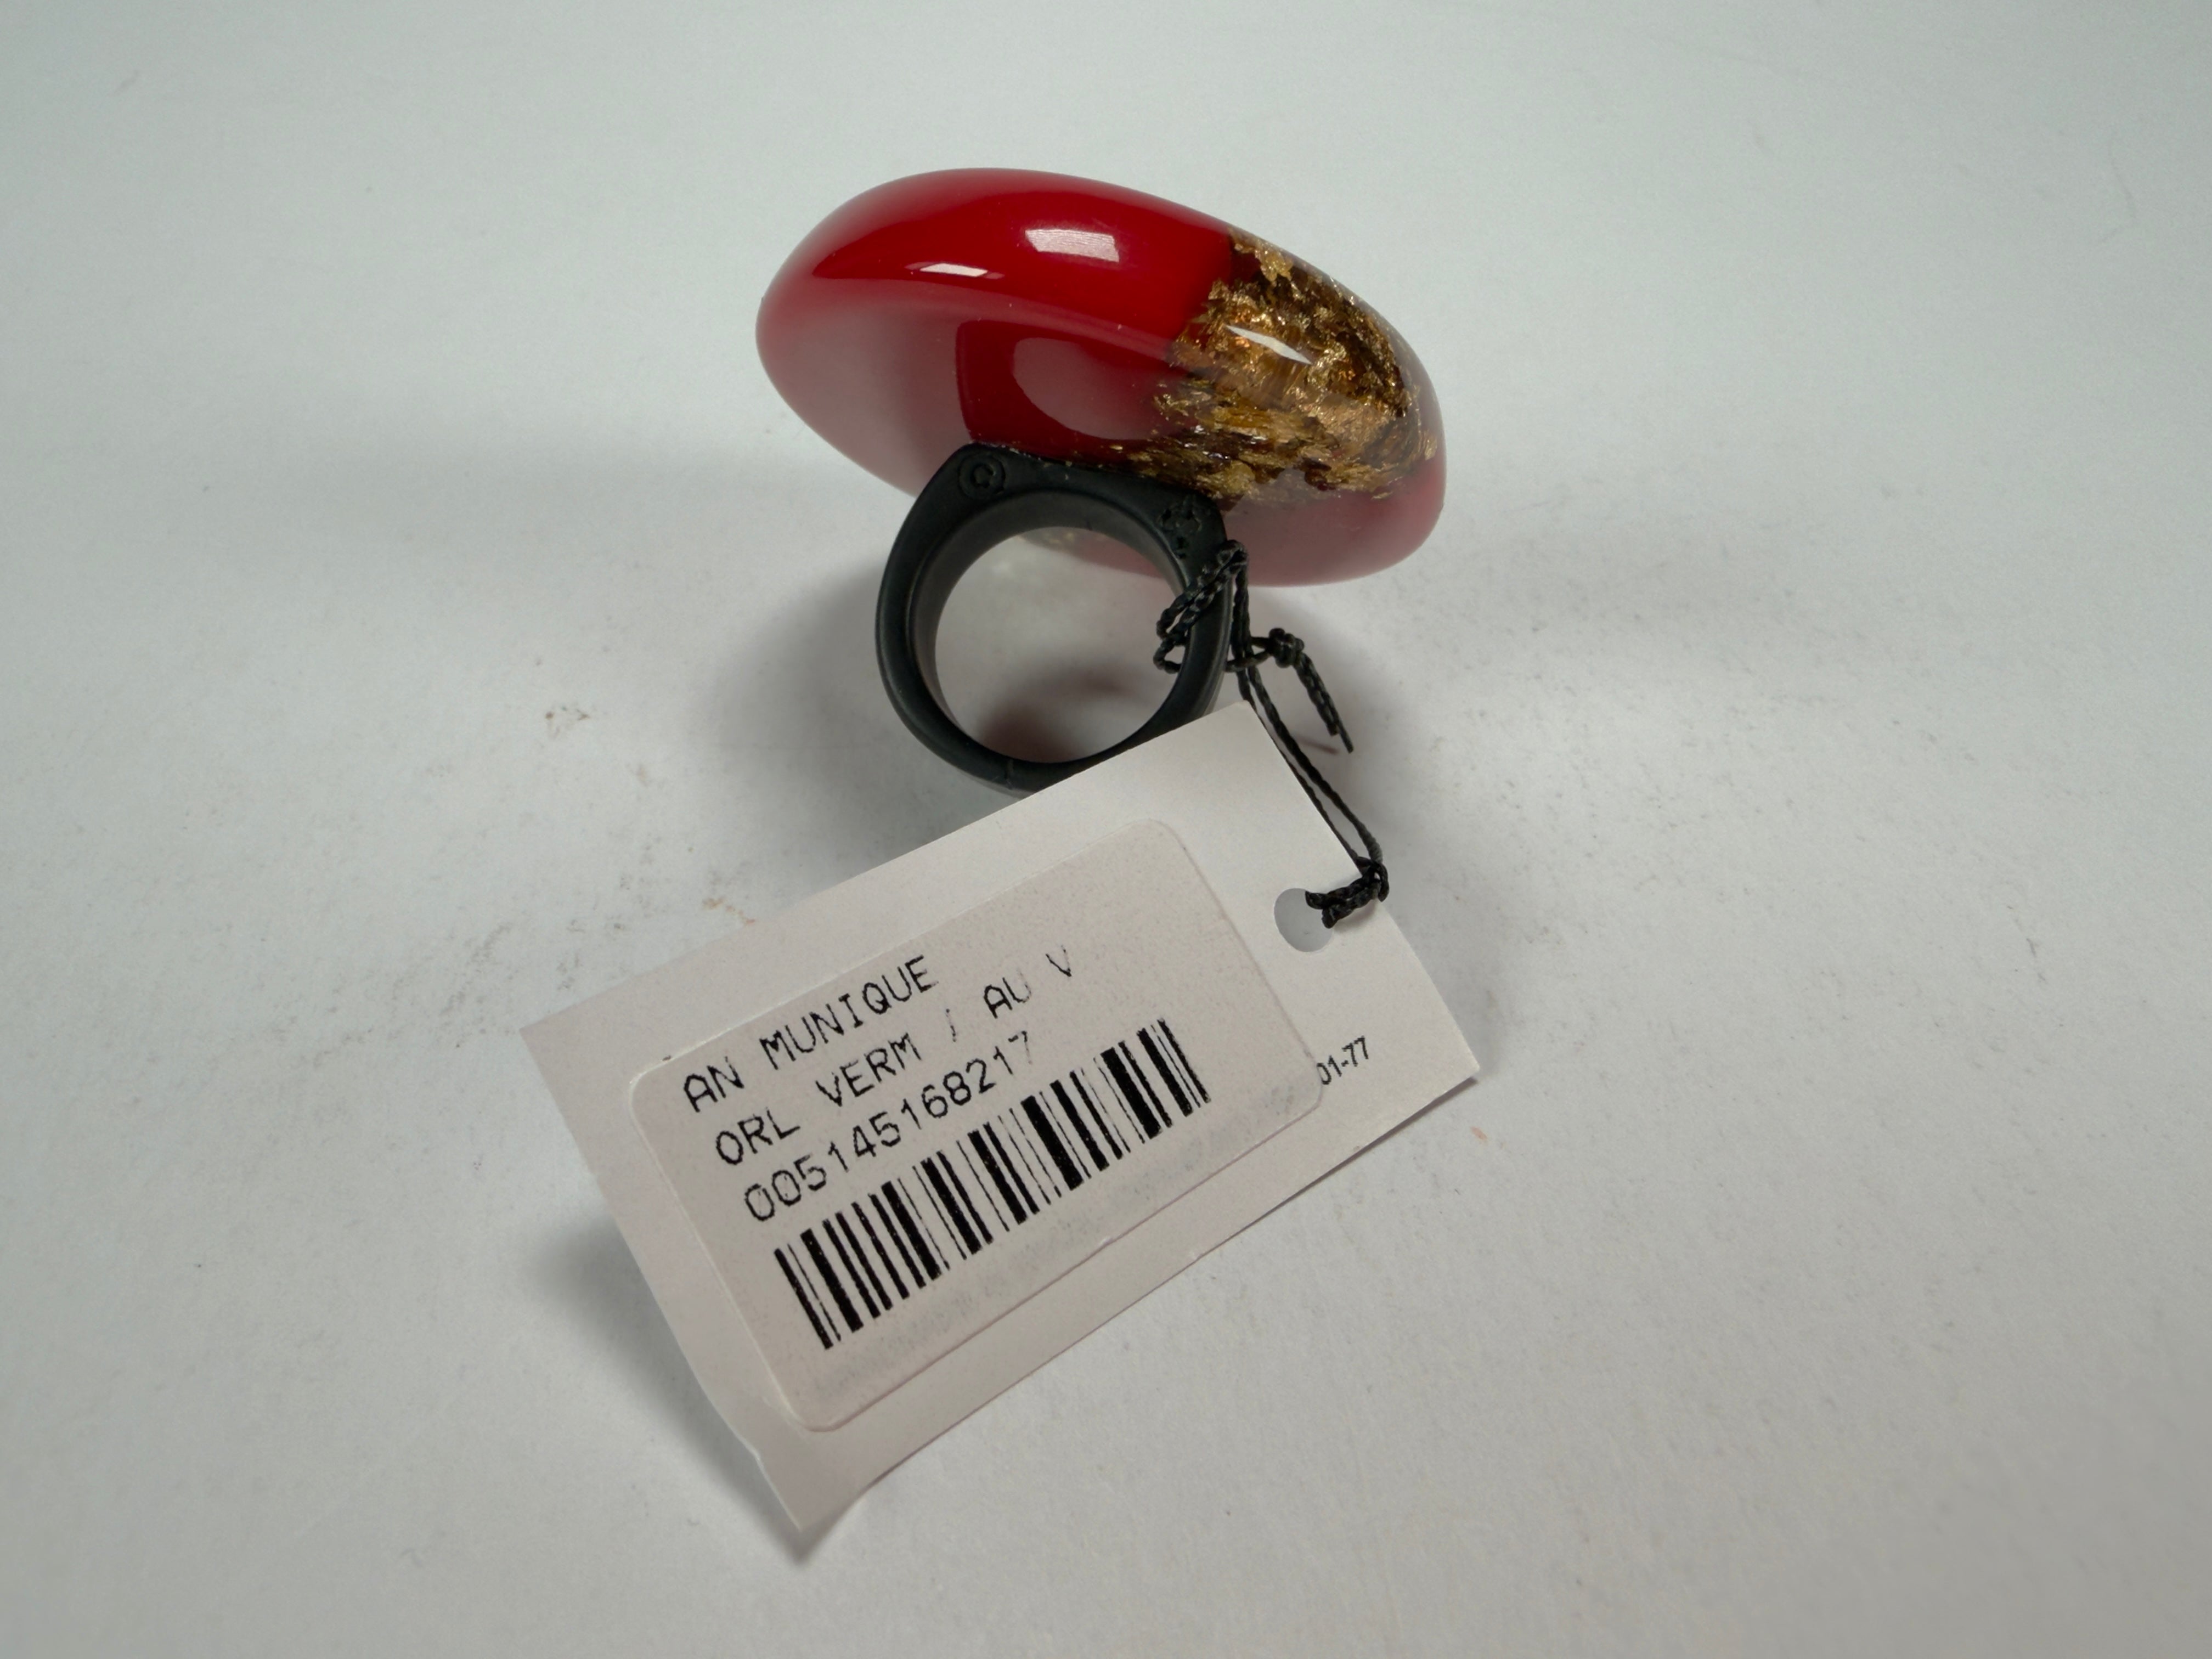 AN MUNIQUE
ORL VERM / AU V
005145168217
01-77